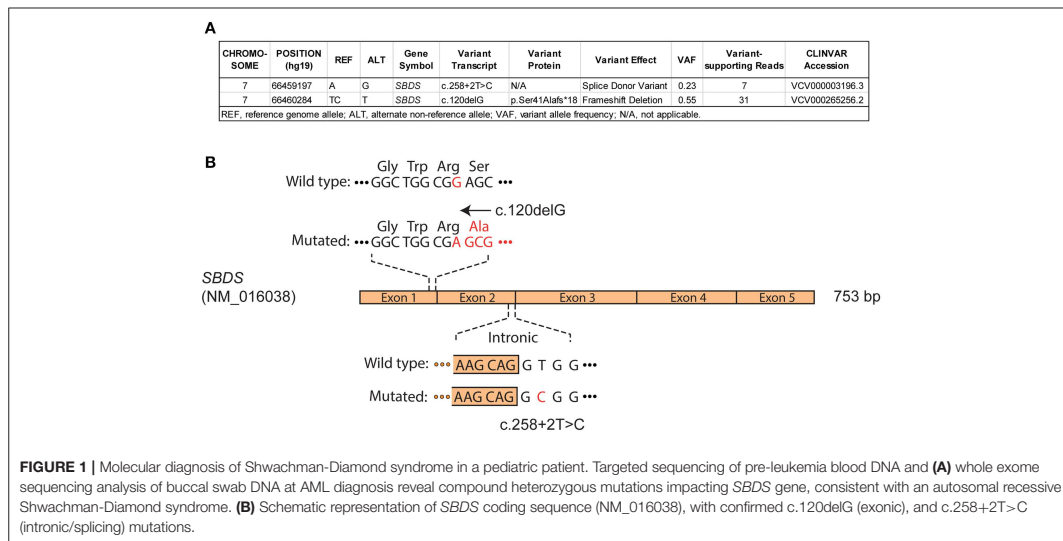 A
CHROMO-SOME POSITION (hg19) REF ALT Gene Symbol Variant Transcript Variant Protein Variant Effect VAF Variant-supporting Reads CLINVAR Accession
7 66459197 A G SBDS c.258+2T>C N/A Splice Donor Variant 0.23 7 VCV000003196.3
7 66460284 TC T SBDS c.120delG p.Ser41Alafs*18 Frameshift Deletion 0.55 31 VCV000265256.2
REF, reference genome allele; ALT, alternate non-reference allele; VAF, variant allele frequency; N/A, not applicable.
B
Gly Trp Arg Ser
Wild type: ••• GGC TGG CGG AGC •••
c.120delG
Gly Trp Arg Ala
Mutated: ••• GGC TGG CGA GCG •••
SBDS
(NM_016038)
Exon 1 Exon 2 Exon 3 Exon 4 Exon 5 753 bp
Intronic
Wild type: ••• AAG CAG G T G G •••
Mutated: ••• AAG CAG G C G G •••
c.258+2T>C
FIGURE 1 | Molecular diagnosis of Shwachman-Diamond syndrome in a pediatric patient. Targeted sequencing of pre-leukemia blood DNA and (A) whole exome
sequencing analysis of buccal swab DNA at AML diagnosis reveal compound heterozygous mutations impacting SBDS gene, consistent with an autosomal recessive
Shwachman-Diamond syndrome. (B) Schematic representation of SBDS coding sequence (NM_016038), with confirmed c.120delG (exonic), and c.258+2T>C
(intronic/splicing) mutations.